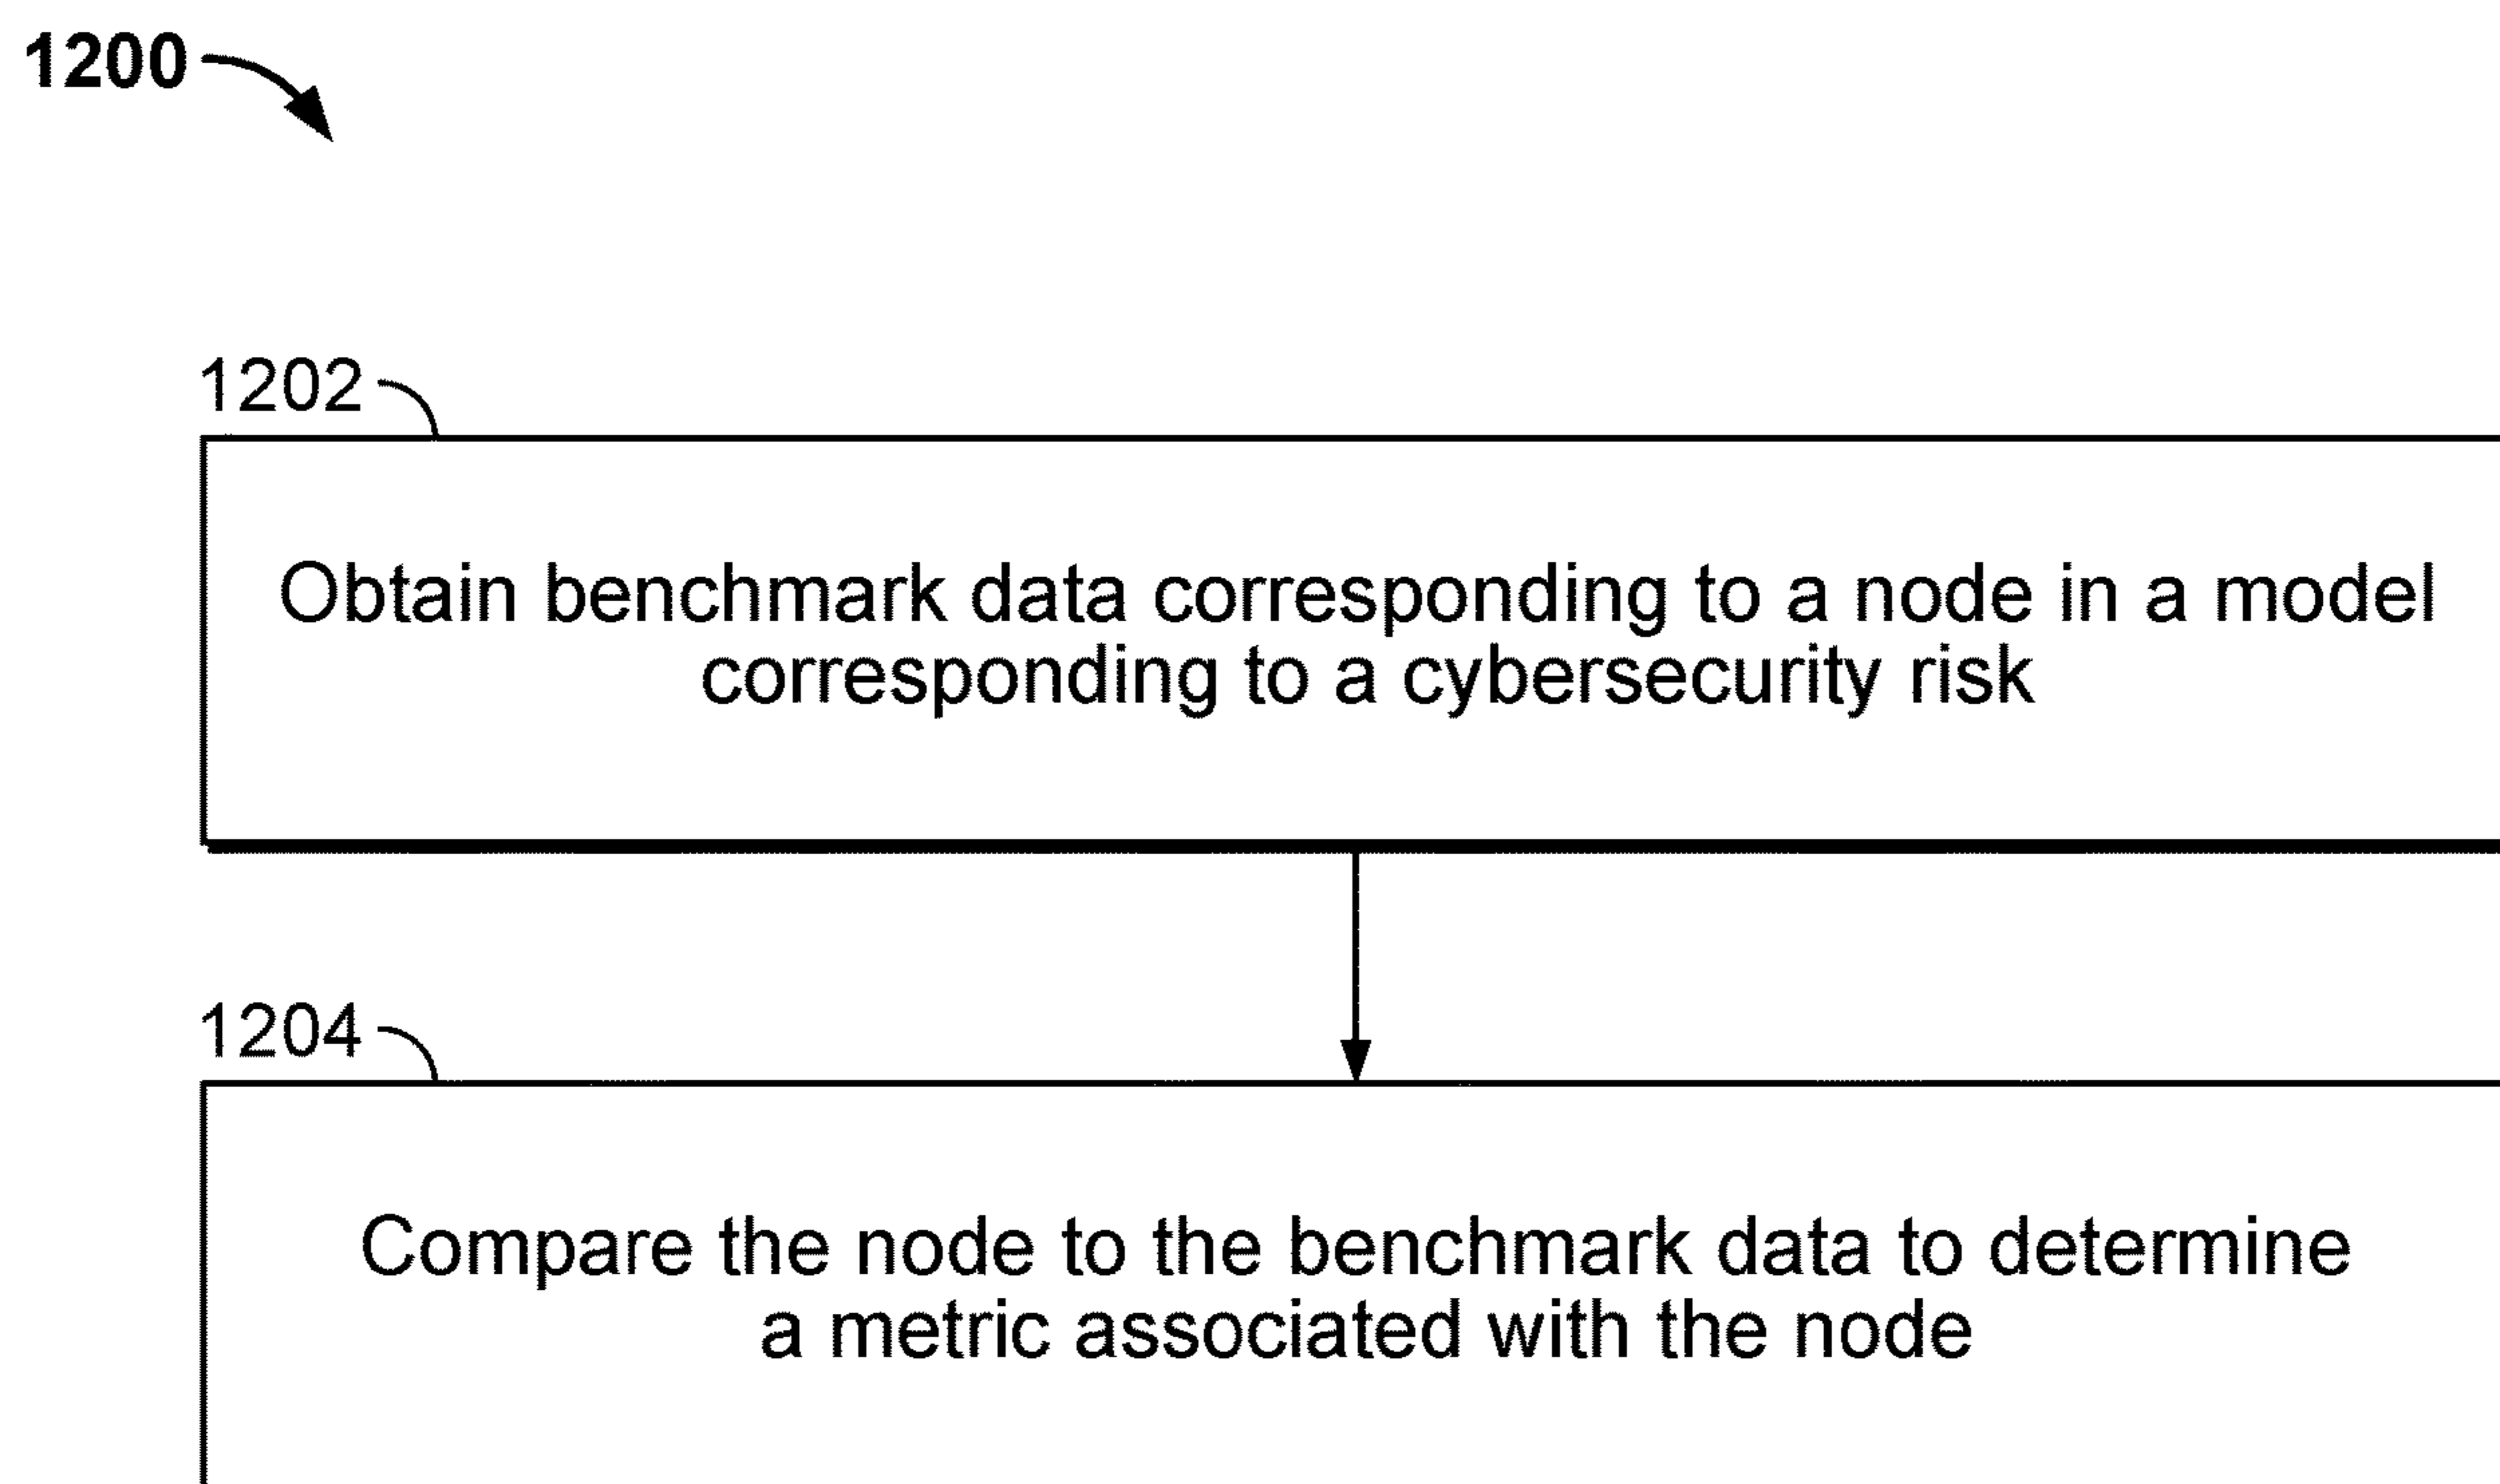 1200
1202
Obtain benchmark data corresponding to a node in a model
corresponding to a cybersecurity risk
1204
Compare the node to the benchmark data to determine
a metric associated with the node